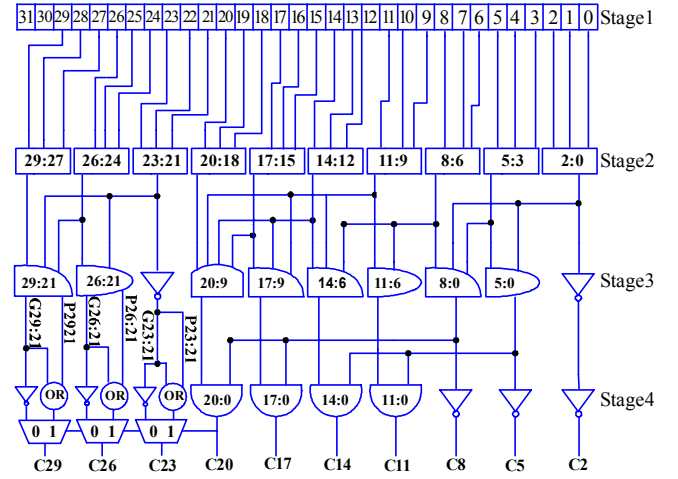 31 30 29 28 27 26 25 24 23 22 21 20 19 18 17 16 15 14 13 12 11 10 9 8 7 6 5 4 3 2 1 0 Stage1
29:27 26:24 23:21 20:18 17:15 14:12 11:9 8:6 5:3 2:0 Stage2
29:21 26:21 20:9 17:9 14:6 11:6 8:0 5:0 Stage3
G29:21 P2921 G26:21 P26:21 G23:21 P23:21
OR OR OR 20:0 17:0 14:0 11:0 Stage4
0 1 0 1 0 1
C29 C26 C23 C20 C17 C14 C11 C8 C5 C2